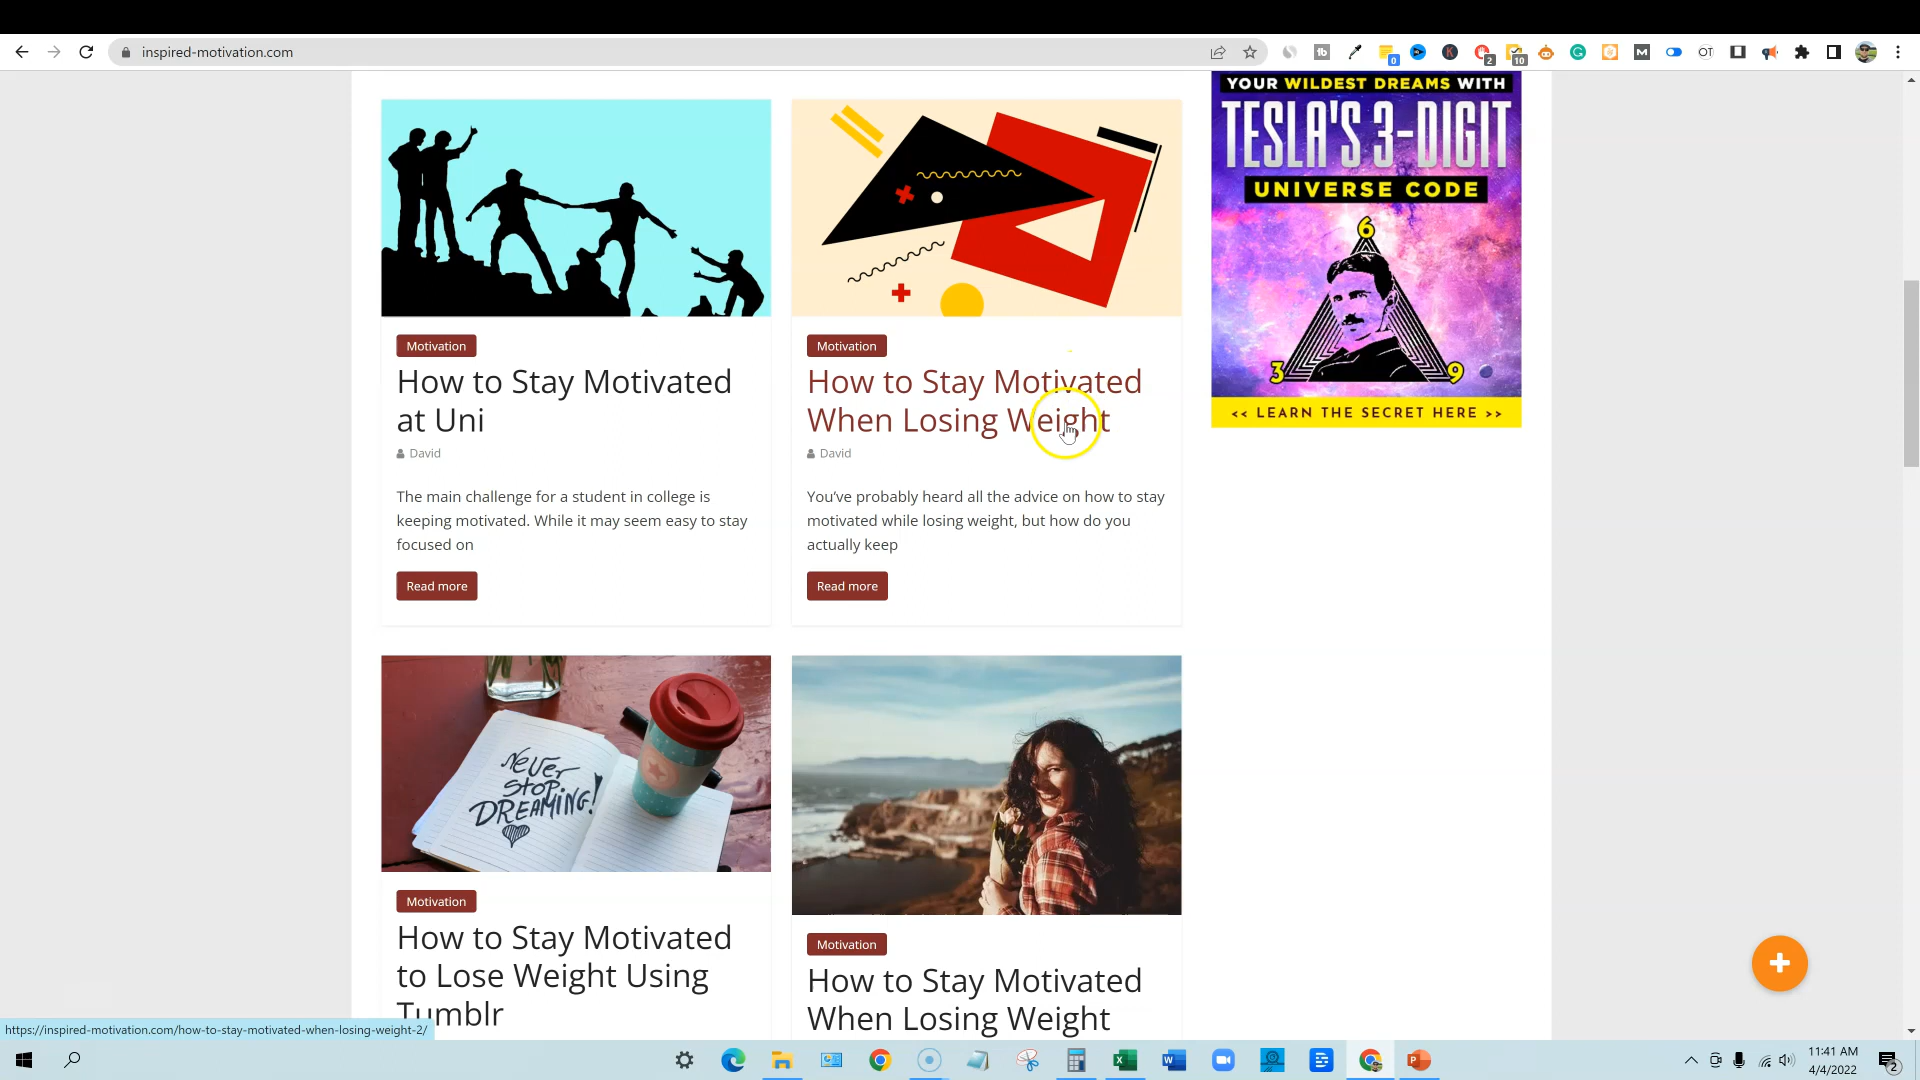 inspired-motivation.com
0
2
10
YOUR WILDEST DREAMS WITH
TESLA'S 3-DIGIT
UNIVERSE CODE
6
3
9
<< LEARN THE SECRET HERE >>
Motivation
How to Stay Motivated
at Uni
David
The main challenge for a student in college is
keeping motivated. While it may seem easy to stay
focused on
Read more
Motivation
How to Stay Motivated
When Losing Weight
David
You've probably heard all the advice on how to stay
motivated while losing weight, but how do you
actually keep
Read more
NEVER
STOP
DREAMING!
Motivation
How to Stay Motivated
to Lose Weight Using
Tumblr
Motivation
How to Stay Motivated
When Losing Weight
https://inspired-motivation.com/how-to-stay-motivated-when-losing-weight-2/
11:41 AM
4/4/2022
2